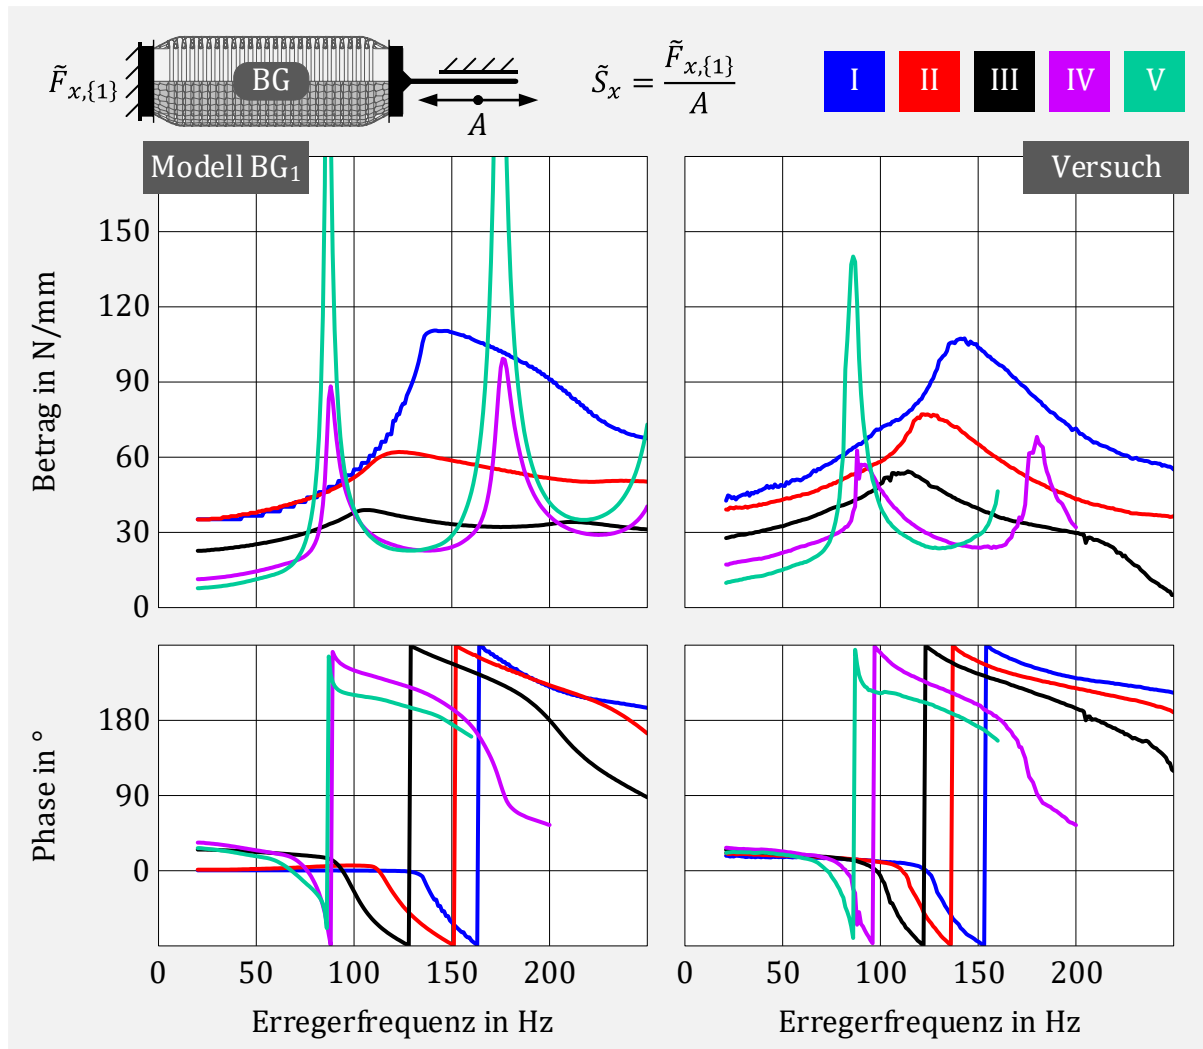 F̃x,{1}
BG
A
S̃x = F̃x,{1} / A
I II III IV V
Modell BG1
Versuch
Betrag in N/mm
150
120
90
60
30
0
Phase in °
180
90
0
0 50 100 150 200
0 50 100 150 200
Erregerfrequenz in Hz
Erregerfrequenz in Hz